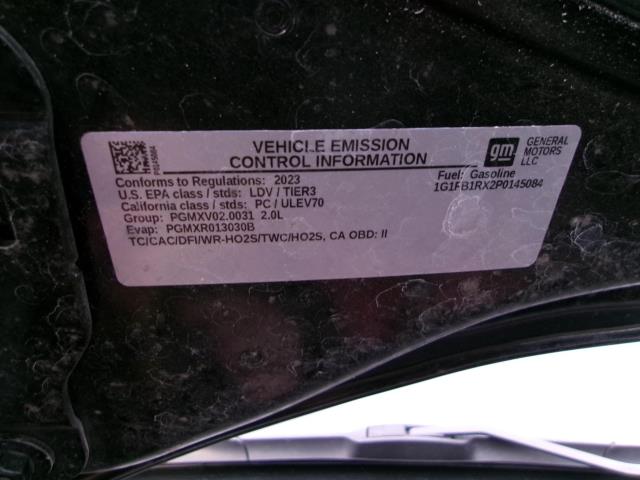 P0145084
VEHICLE EMISSION
CONTROL INFORMATION
gm
GENERAL
MOTORS
LLC
Conforms to Regulations: 2023
Fuel: Gasoline
U.S. EPA class / stds: LDV / TIER3
1G1FB1RX2P0145084
California class / stds: PC / ULEV70
Group: PGMXV02.0031 2.0L
Evap: PGMXR013030B
TC/CAC/DFI/WR-HO2S/TWC/HO2S, CA OBD: II